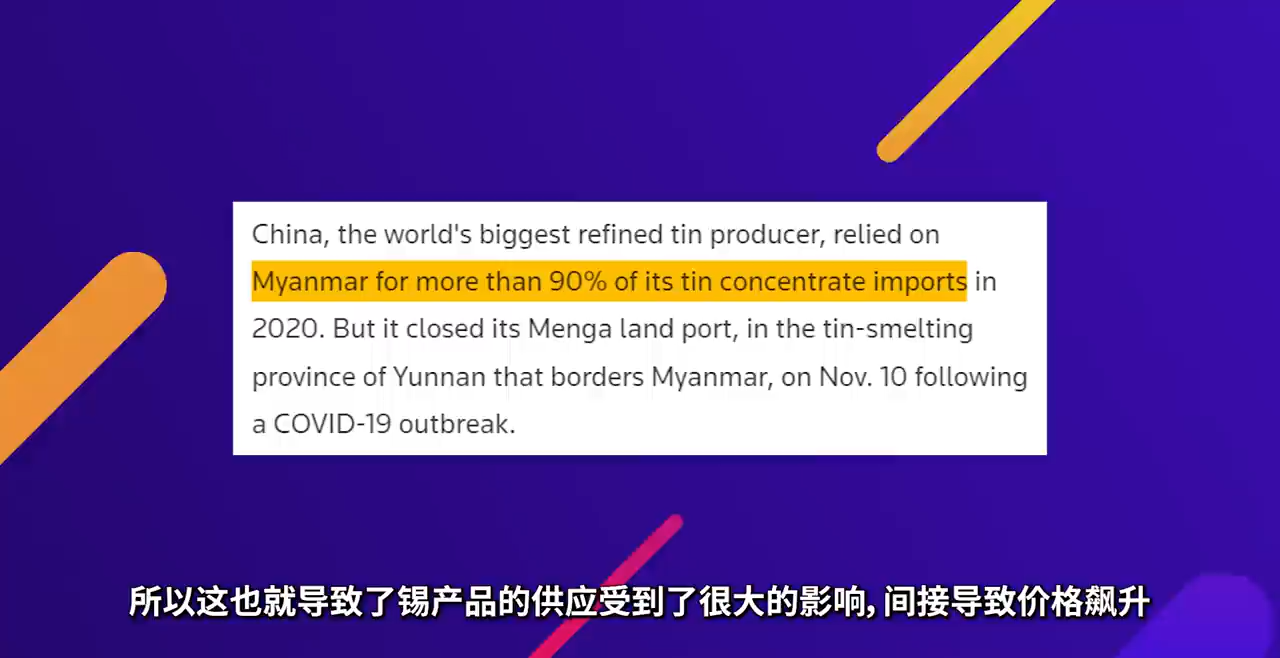 China, the world's biggest refined tin producer, relied on
Myanmar for more than 90% of its tin concentrate imports in
2020. But it closed its Menga land port, in the tin-smelting
province of Yunnan that borders Myanmar, on Nov. 10 following
a COVID-19 outbreak.
所以这也就导致了锡产品的供应受到了很大的影响,间接导致价格飙升